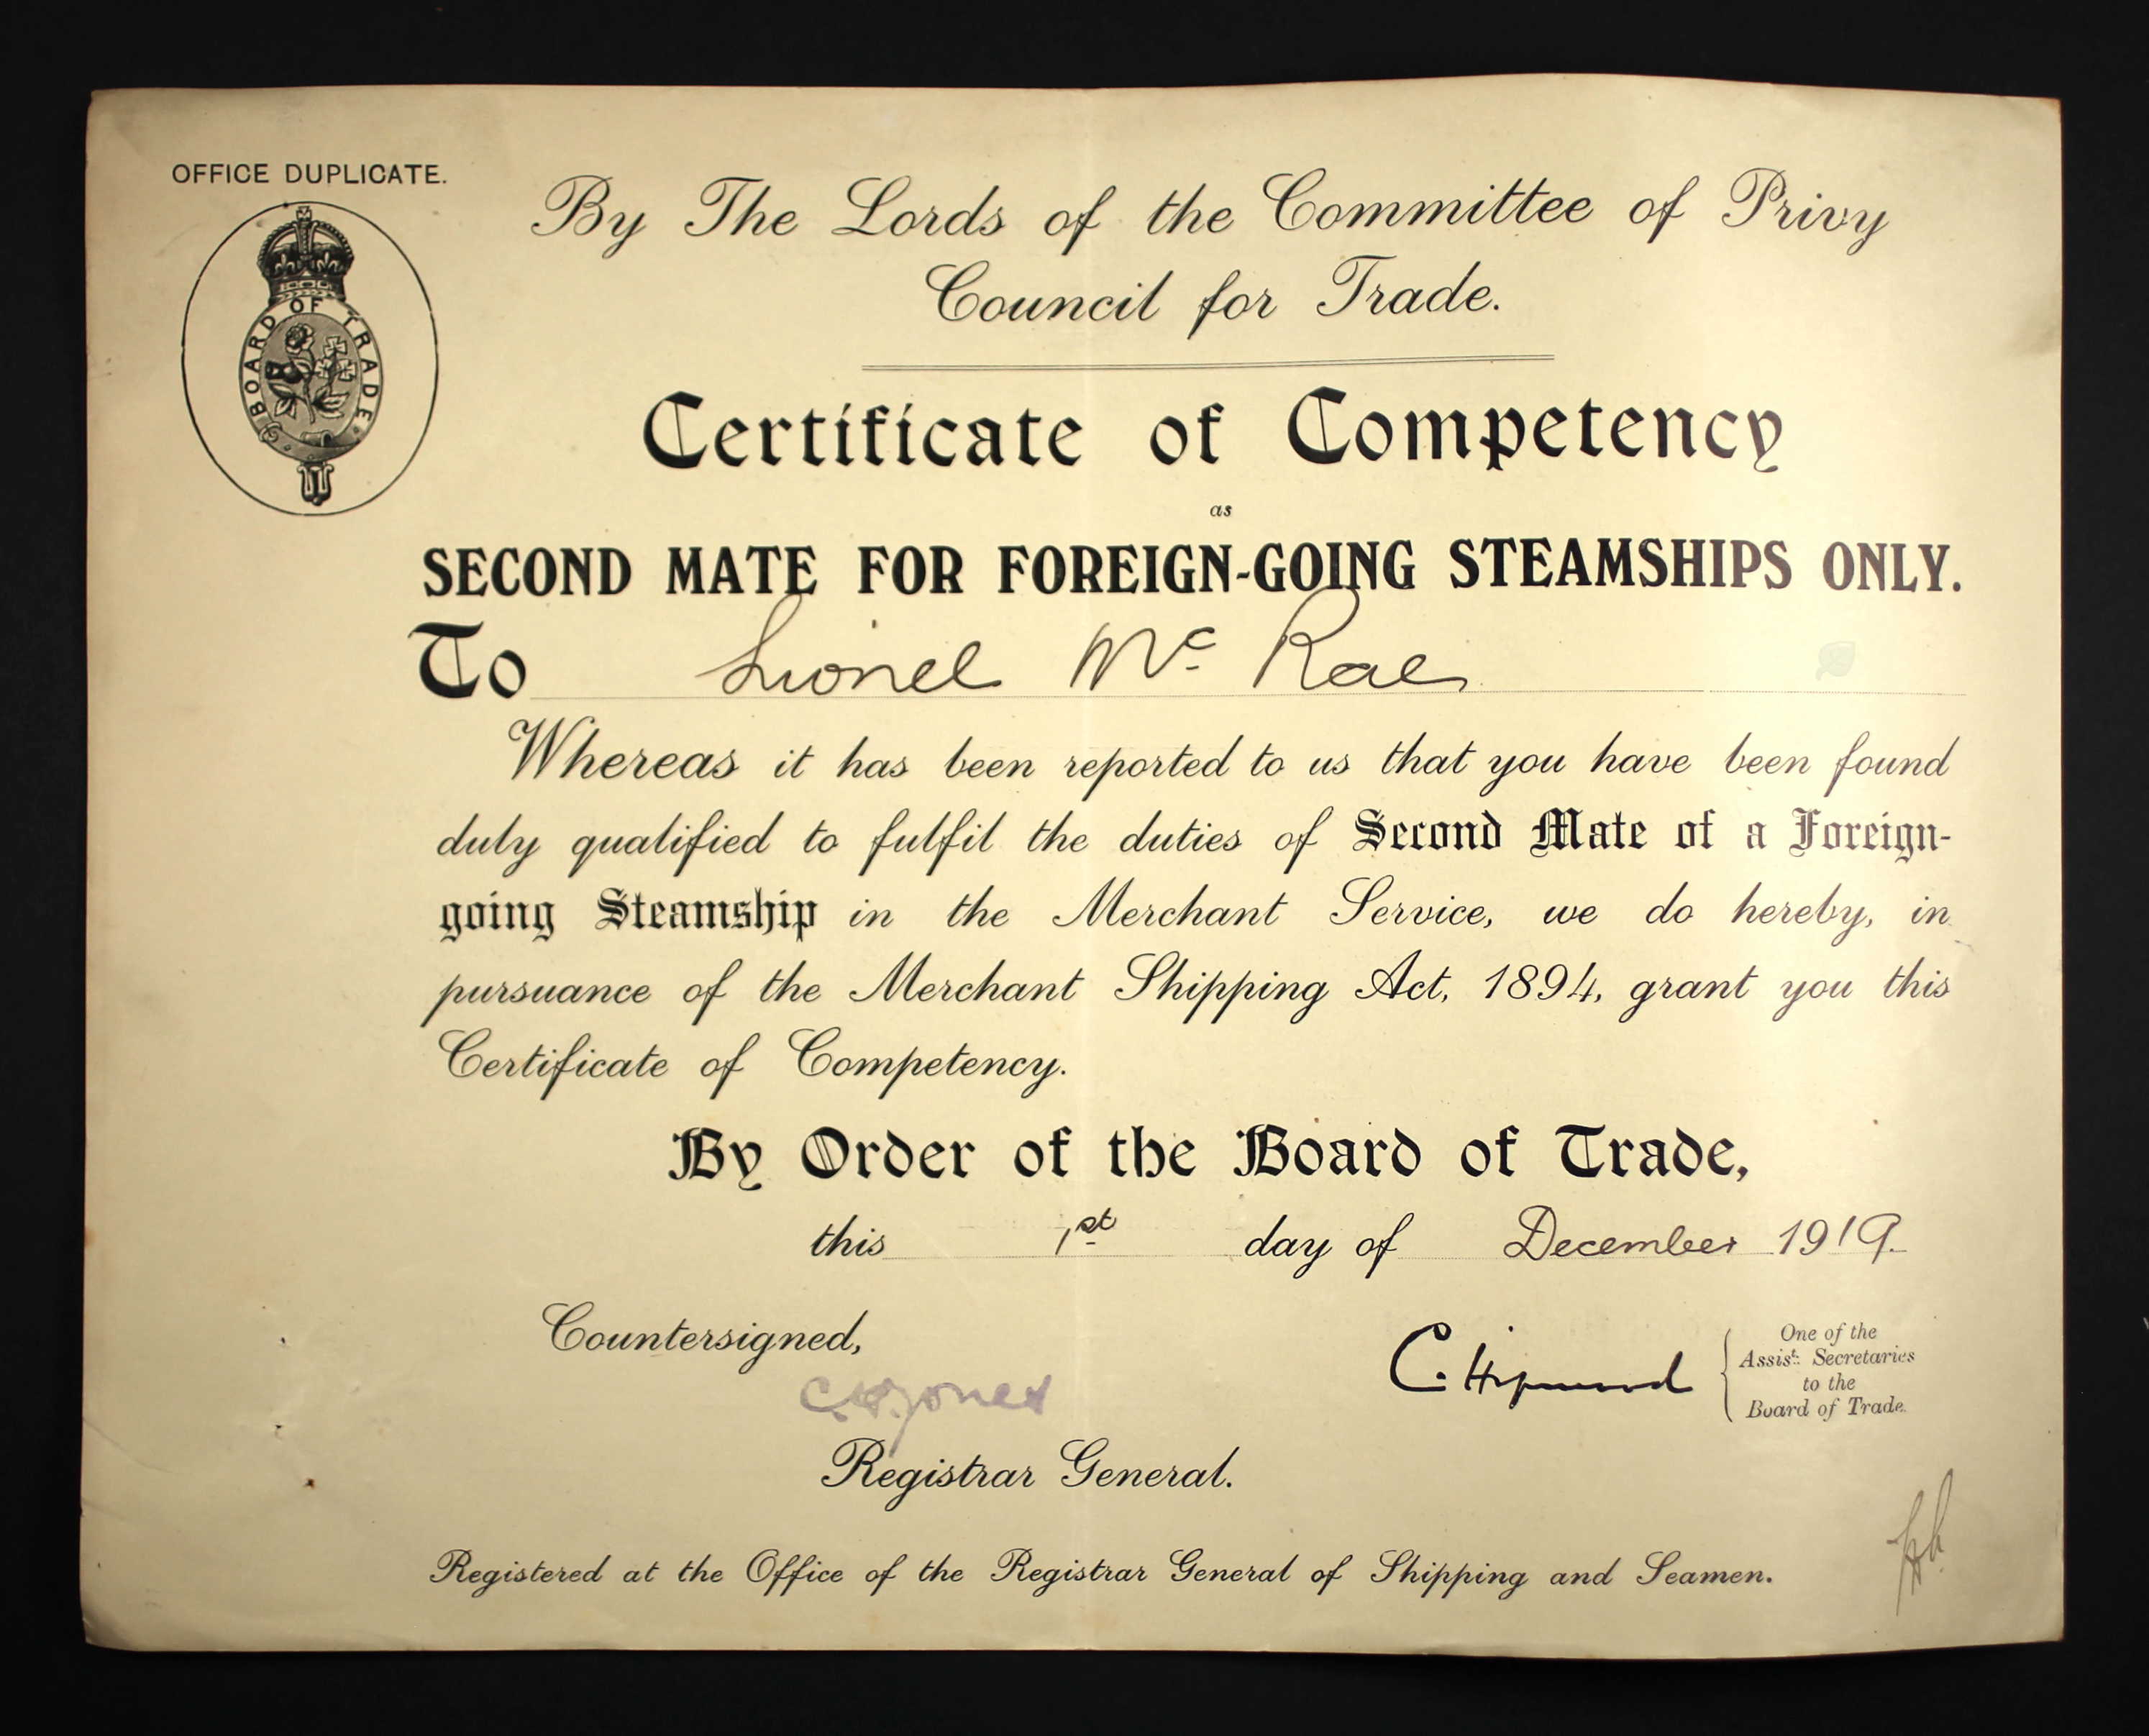 OFFICE DUPLICATE.
BOARD OF TRADE
By The Lords of the Committee of Privy
Council for Trade.
Certificate of Competency
as
SECOND MATE FOR FOREIGN-GOING STEAMSHIPS ONLY.
To Lionel Mc Rae
Whereas it has been reported to us that you have been found
duly qualified to fulfil the duties of Second Mate of a Foreign-
going Steamship in the Merchant Service, we do hereby, in
pursuance of the Merchant Shipping Act, 1894, grant you this
Certificate of Competency.
By Order of the Board of Trade,
this 1st day of December 1919.
Countersigned,
C. Hipwood
One of the
Assist. Secretaries
to the
Board of Trade.
Jones
Registrar General.
Registered at the Office of the Registrar General of Shipping and Seamen.